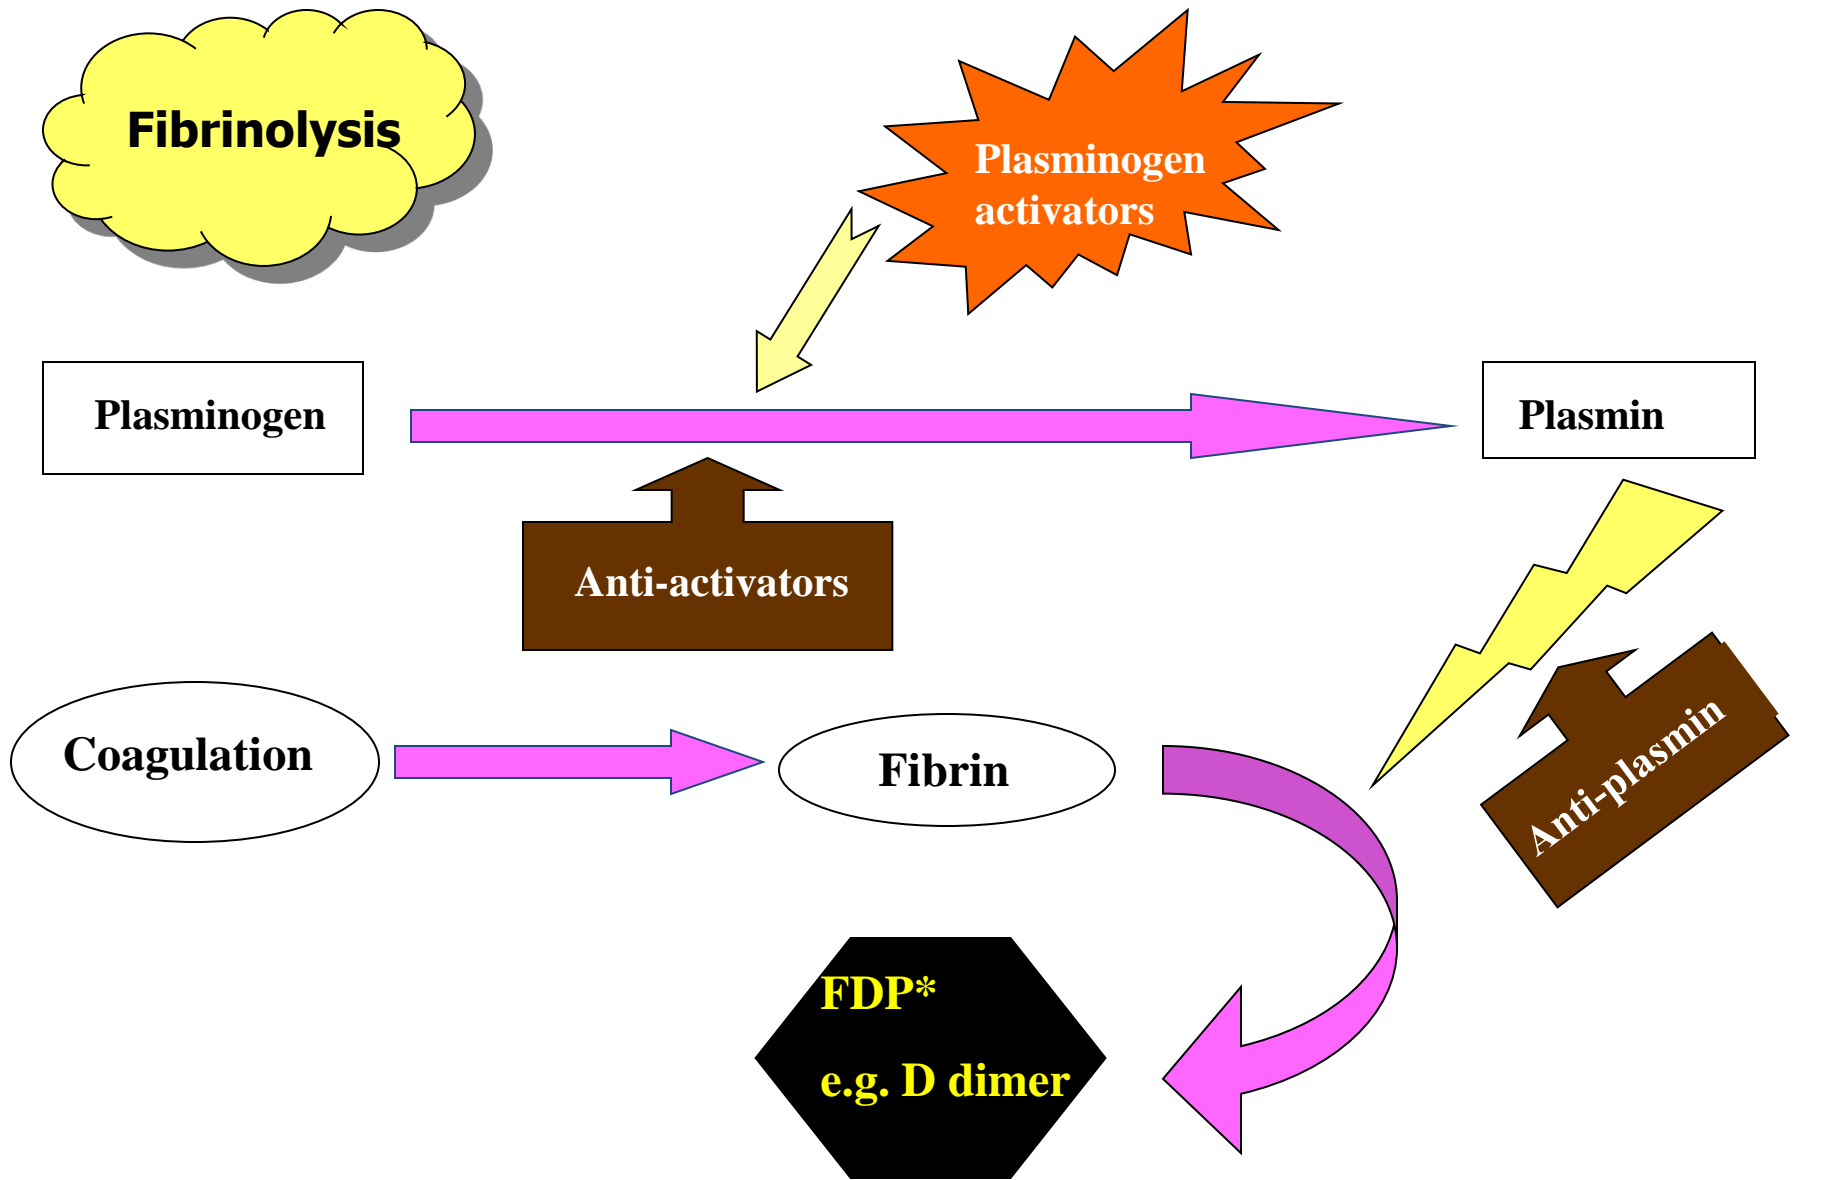 Fibrinolysis
Plasminogen
activators
Plasminogen
Plasmin
Anti-activators
Coagulation
Fibrin
Anti-plasmin
FDP*
e.g. D dimer